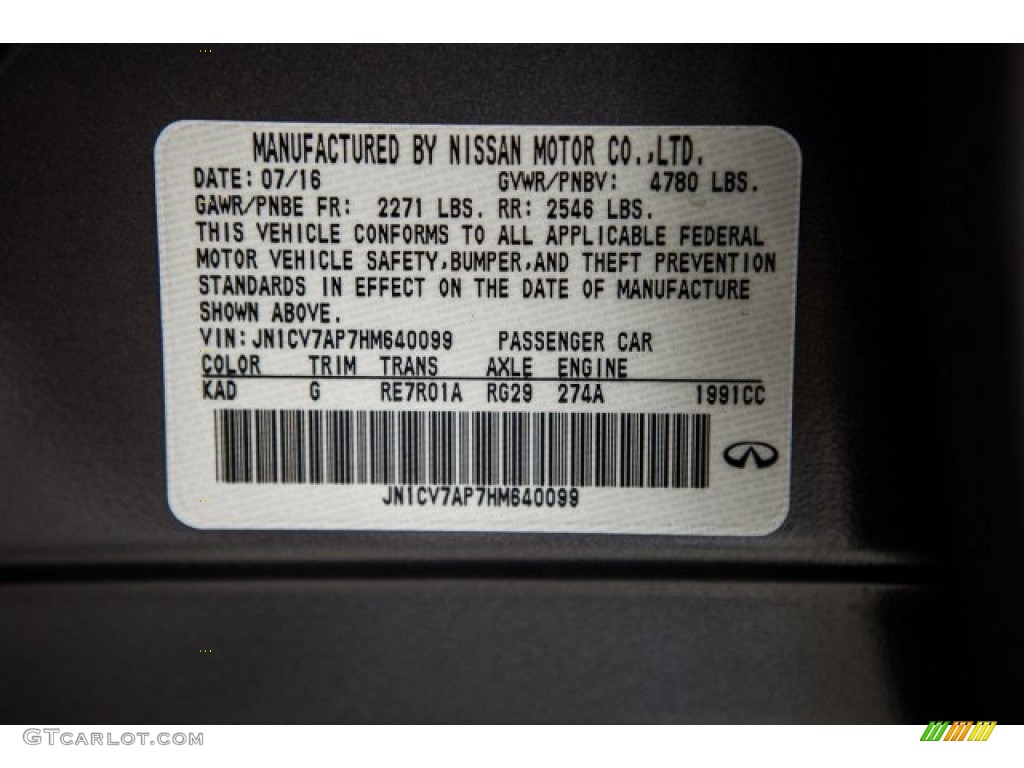 MANUFACTURED BY NISSAN MOTOR CO.,LTD.
DATE: 07/16 GVWR/PNBV: 4780 LBS.
GAWR/PNBE FR: 2271 LBS. RR: 2546 LBS.
THIS VEHICLE CONFORMS TO ALL APPLICABLE FEDERAL
MOTOR VEHICLE SAFETY,BUMPER,AND THEFT PREVENTION
STANDARDS IN EFFECT ON THE DATE OF MANUFACTURE
SHOWN ABOVE.
VIN: JN1CV7AP7HM640099 PASSENGER CAR
COLOR TRIM TRANS AXLE ENGINE
KAD G RE7R01A RG29 274A 1991CC
JN1CV7AP7HM640099
GTCARLOT.COM